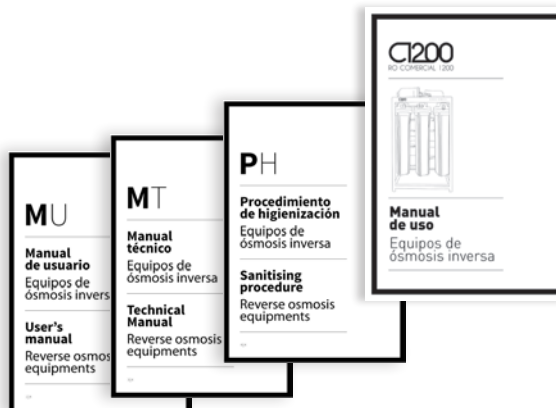 MU
Manual
de usuario
Equipos de
ósmosis invers
User's
manual
Reverse osmos
equipments
MT
Manual
técnico
Equipos de
ósmosis inversa
Technical
Manual
Reverse osmosis
equipments
PH
Procedimiento
de higienización
Equipos de
ósmosis inversa
Sanitising
procedure
Reverse osmosis
equipments
C1200
RO COMERCIAL 1200
Manual
de uso
Equipos de
ósmosis inversa